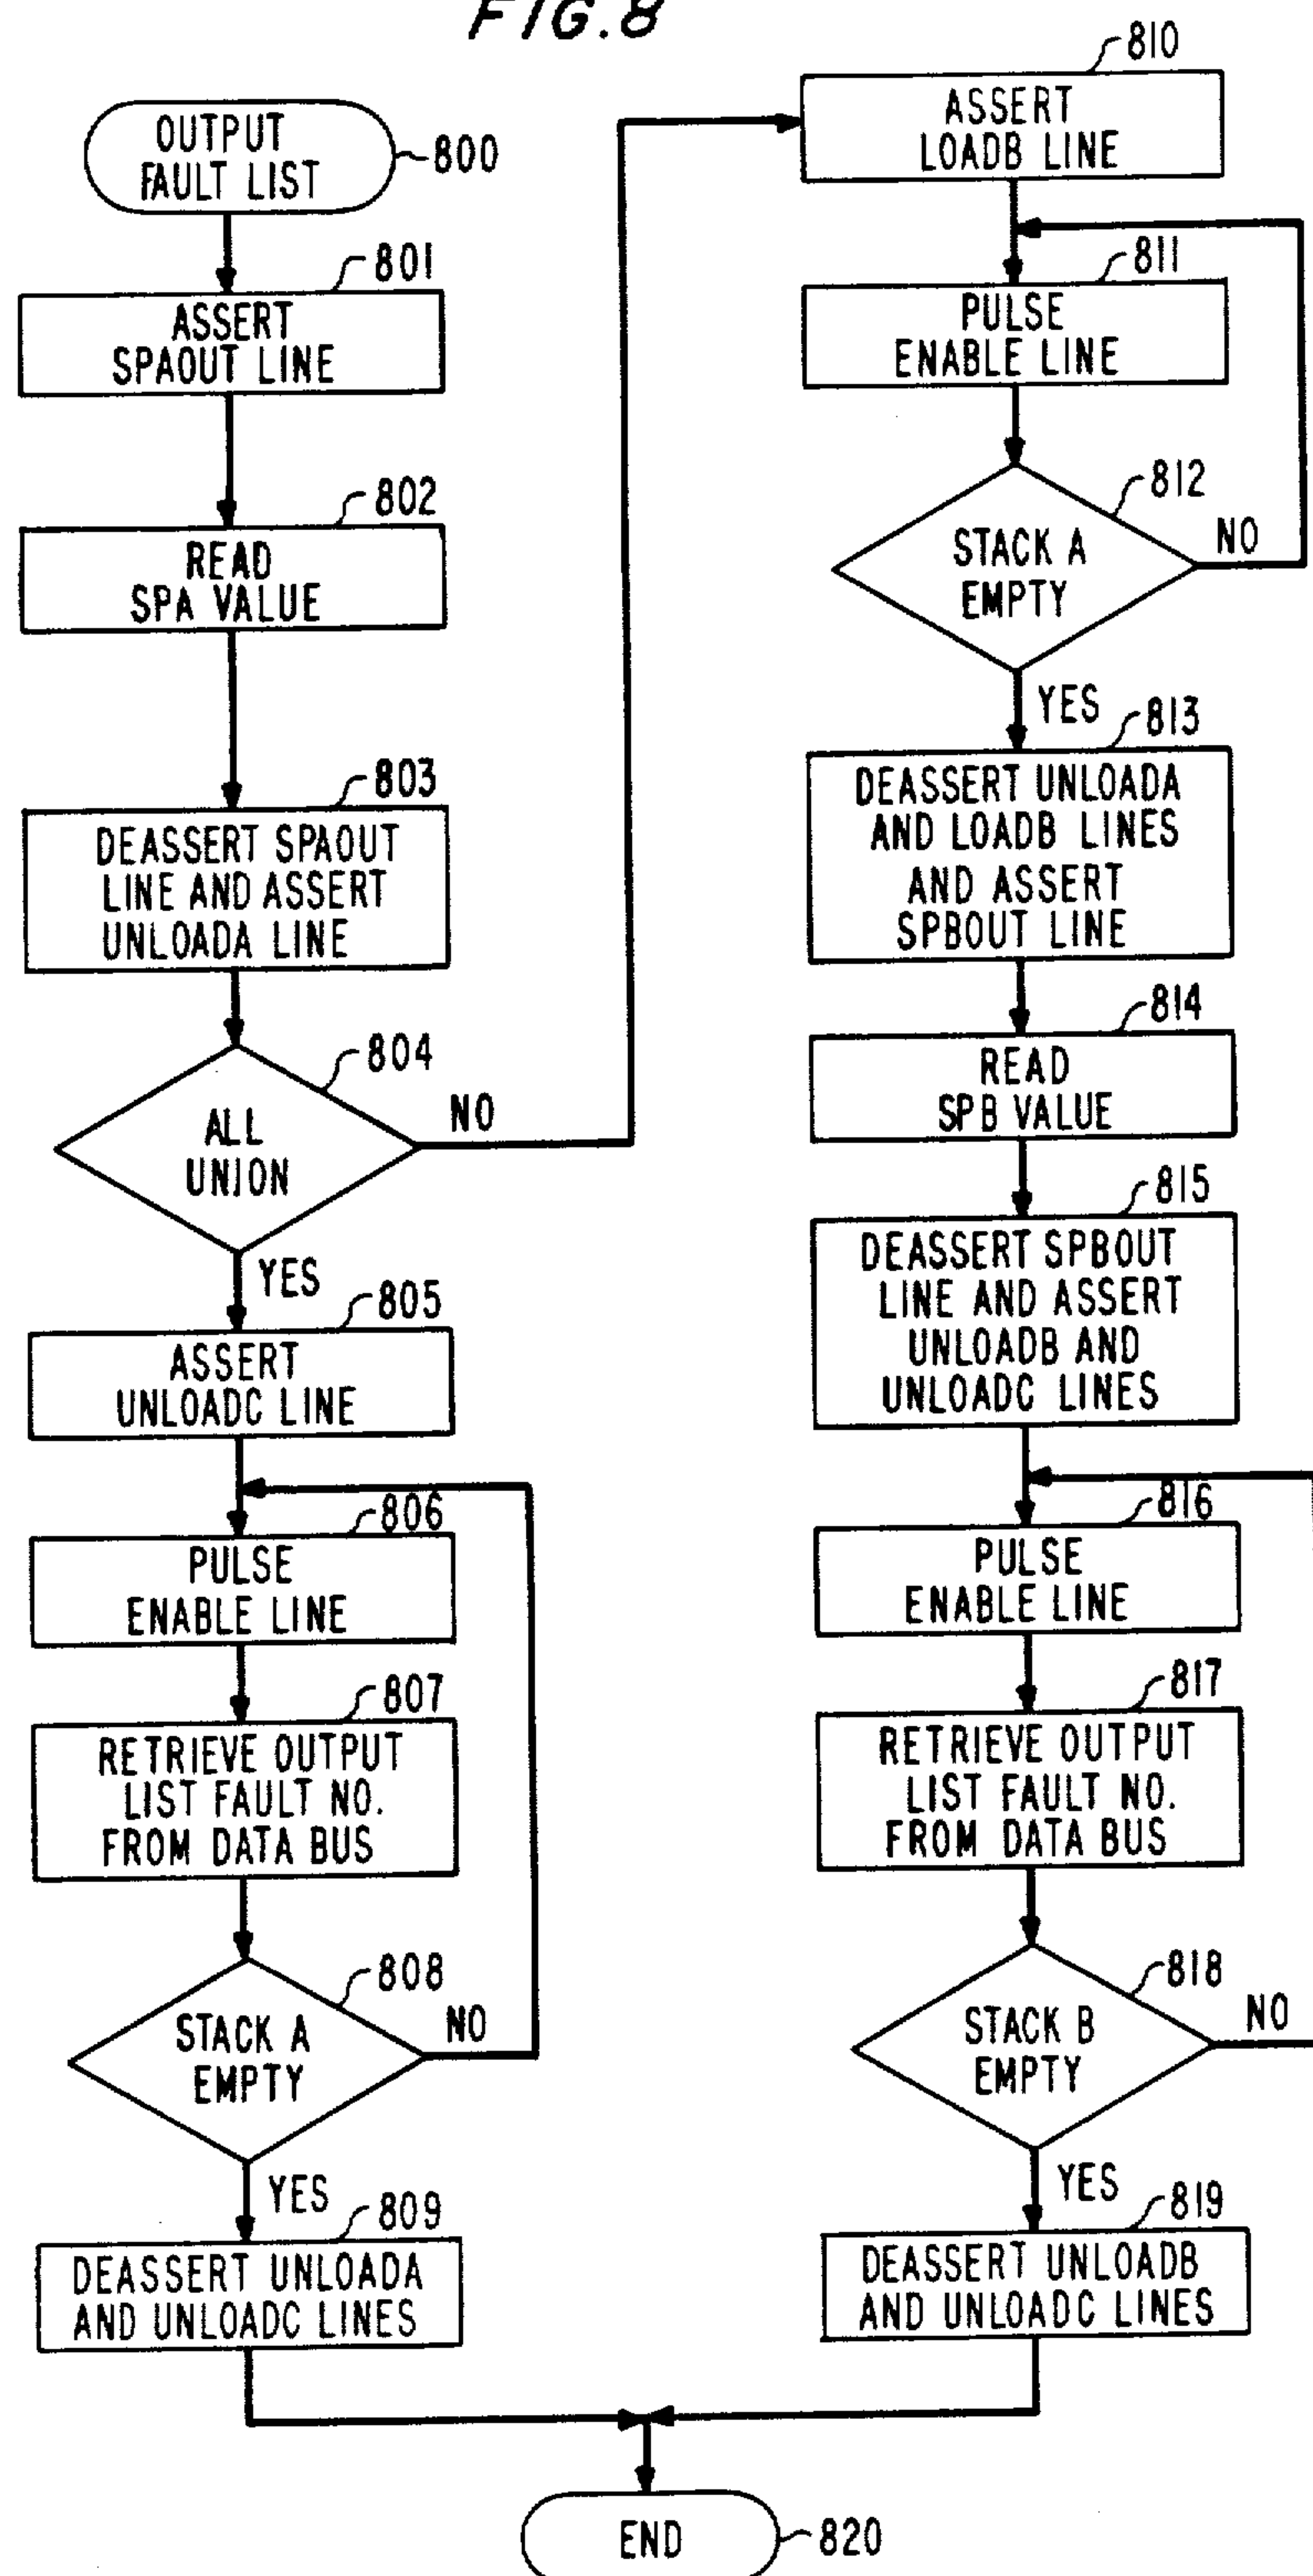 FIG.8
OUTPUT
FAULT LIST
800
801
ASSERT
SPAOUT LINE
802
READ
SPA VALUE
803
DEASSERT SPAOUT
LINE AND ASSERT
UNLOADA LINE
804
ALL
UNION
NO
YES
805
ASSERT
UNLOADC LINE
806
PULSE
ENABLE LINE
807
RETRIEVE OUTPUT
LIST FAULT NO.
FROM DATA BUS
808
STACK A
EMPTY
NO
YES
809
DEASSERT UNLOADA
AND UNLOADC LINES
810
ASSERT
LOADB LINE
811
PULSE
ENABLE LINE
812
STACK A
EMPTY
NO
YES
813
DEASSERT UNLOADA
AND LOADB LINES
AND ASSERT
SPBOUT LINE
814
READ
SPB VALUE
815
DEASSERT SPBOUT
LINE AND ASSERT
UNLOADB AND
UNLOADC LINES
816
PULSE
ENABLE LINE
817
RETRIEVE OUTPUT
LIST FAULT NO.
FROM DATA BUS
818
STACK B
EMPTY
NO
YES
819
DEASSERT UNLOADB
AND UNLOADC LINES
END
820